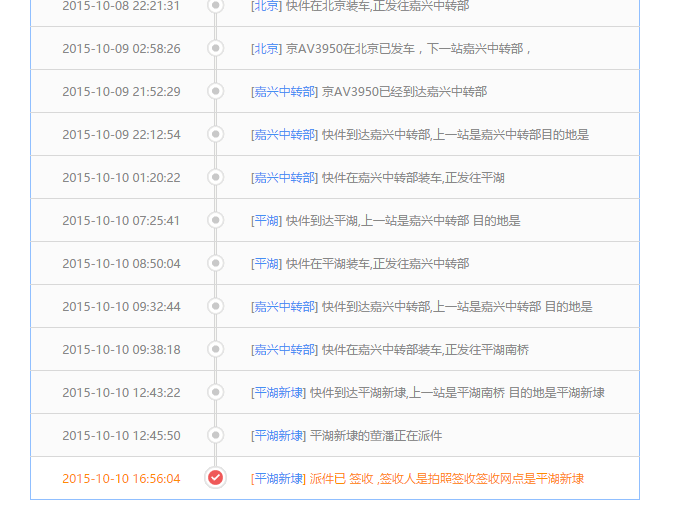 2015-10-08 22:21:31 [北京] 快件在北京装车,正发往嘉兴中转部
2015-10-09 02:58:26 [北京] 京AV3950在北京已发车，下一站嘉兴中转部，
2015-10-09 21:52:29 [嘉兴中转部] 京AV3950已经到达嘉兴中转部
2015-10-09 22:12:54 [嘉兴中转部] 快件到达嘉兴中转部,上一站是嘉兴中转部目的地是
2015-10-10 01:20:22 [嘉兴中转部] 快件在嘉兴中转部装车,正发往平湖
2015-10-10 07:25:41 [平湖] 快件到达平湖,上一站是嘉兴中转部 目的地是
2015-10-10 08:50:04 [平湖] 快件在平湖装车,正发往嘉兴中转部
2015-10-10 09:32:44 [嘉兴中转部] 快件到达嘉兴中转部,上一站是嘉兴中转部 目的地是
2015-10-10 09:38:18 [嘉兴中转部] 快件在嘉兴中转部装车,正发往平湖南桥
2015-10-10 12:43:22 [平湖新埭] 快件到达平湖新埭,上一站是平湖南桥 目的地是平湖新埭
2015-10-10 12:45:50 [平湖新埭] 平湖新埭的萤潘正在派件
2015-10-10 16:56:04 [平湖新埭] 派件已 签收 ,签收人是拍照签收签收网点是平湖新埭